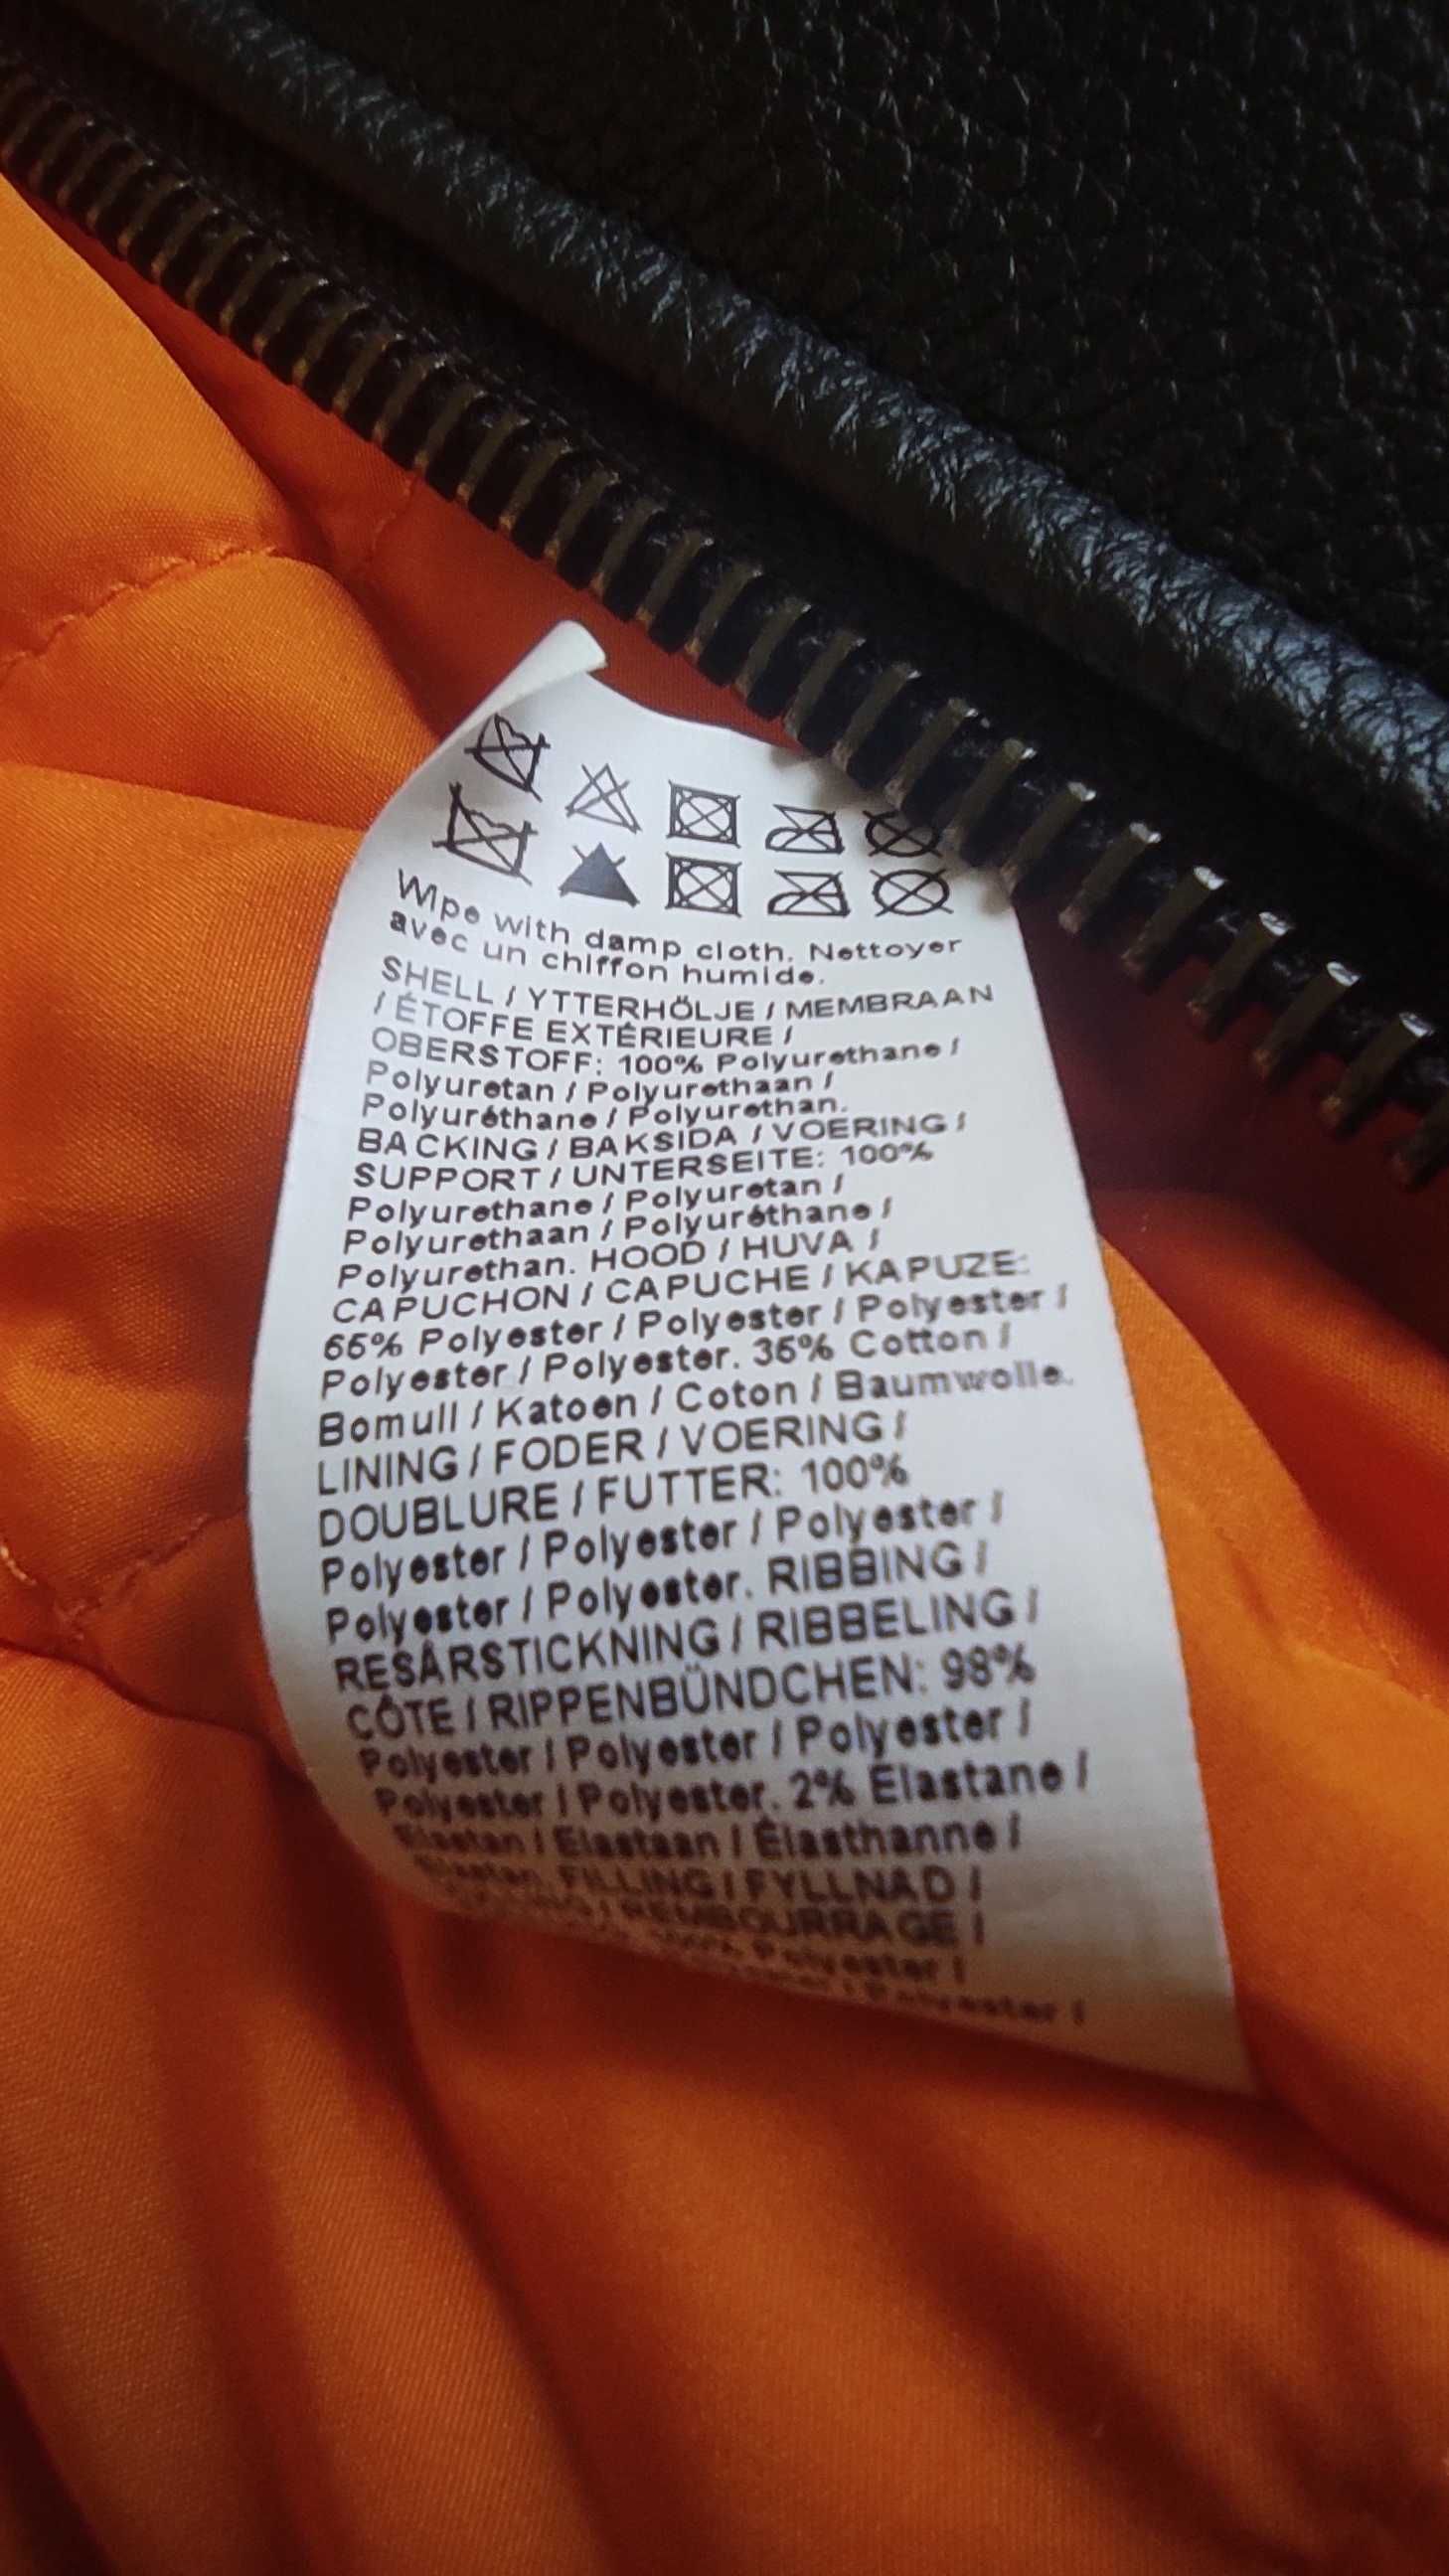 Wipe with damp cloth. Nettoyer
avec un chiffon humide.
SHELL / YTTERHÖLJE / MEMBRAAN
/ ÉTOFFE EXTÉRIEURE /
OBERSTOFF: 100% Polyurethane /
Polyuretan / Polyurethaan /
Polyuréthane / Polyurethan.
BACKING / BAKSIDA / VOERING /
SUPPORT / UNTERSEITE: 100%
Polyurethane / Polyuretan /
Polyurethaan / Polyuréthane /
Polyurethan. HOOD / HUVA /
CAPUCHON / CAPUCHE / KAPUZE:
65% Polyester / Polyester / Polyester /
Polyester / Polyester. 35% Cotton /
Bomull / Katoen / Coton / Baumwolle.
LINING / FODER / VOERING /
DOUBLURE / FUTTER: 100%
Polyester / Polyester / Polyester /
Polyester / Polyester. RIBBING /
RESÅRSTICKNING / RIBBELING /
CÔTE / RIPPENBÜNDCHEN: 98%
Polyester / Polyester / Polyester /
Polyester / Polyester. 2% Elastane /
Elastan / Elastaan / Élasthanne /
Elastan. FILLING / FYLLNAD /
/ REMBOURRAGE /
100% Polyester /
/ Polyester /